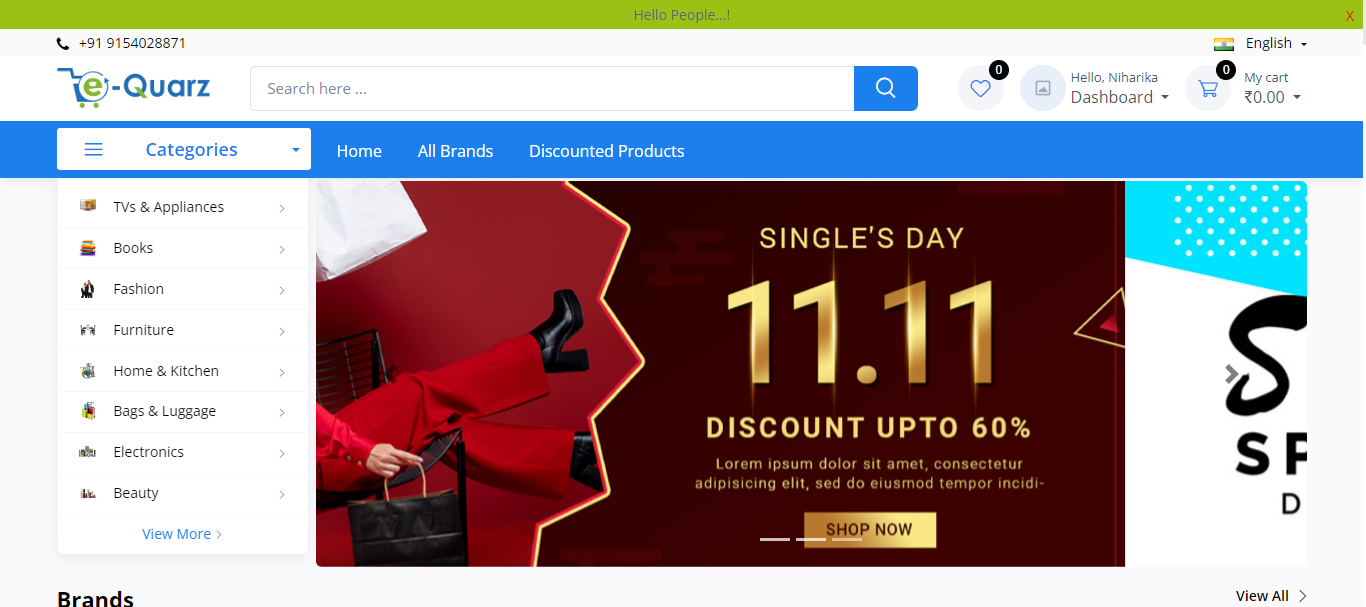 Hello People...!
X
+91 9154028871
English
e-Quarz
Search here ...
0
Hello, Niharika
Dashboard
0
My cart
₹0.00
Categories
Home
All Brands
Discounted Products
TVs & Appliances
Books
Fashion
Furniture
Home & Kitchen
Bags & Luggage
Electronics
Beauty
View More
SINGLE'S DAY
11.11
DISCOUNT UPTO 60%
Lorem ipsum dolor sit amet, consectetur
adipisicing elit, sed do eiusmod tempor incidi-
SHOP NOW
S
SP
D
Brands
View All